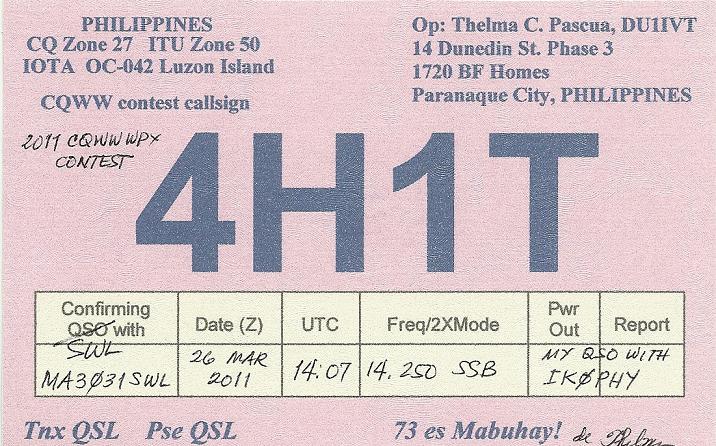 PHILIPPINES
CQ Zone 27 ITU Zone 50
IOTA OC-042 Luzon Island
CQWW contest callsign
Op: Thelma C. Pascua, DU1IVT
14 Dunedin St. Phase 3
1720 BF Homes
Paranaque City, PHILIPPINES
2011 CQWW WPX
CONTEST
4H1T
Confirming
QSO with
SWL
MA3Ø31SWL
Date (Z)
26 MAR
2011
UTC
14:07
Freq/2XMode
14.250 SSB
Pwr
Out
Report
MY QSO WITH
IKØPHY
Tnx QSL Pse QSL
73 es Mabuhay! de Thelma